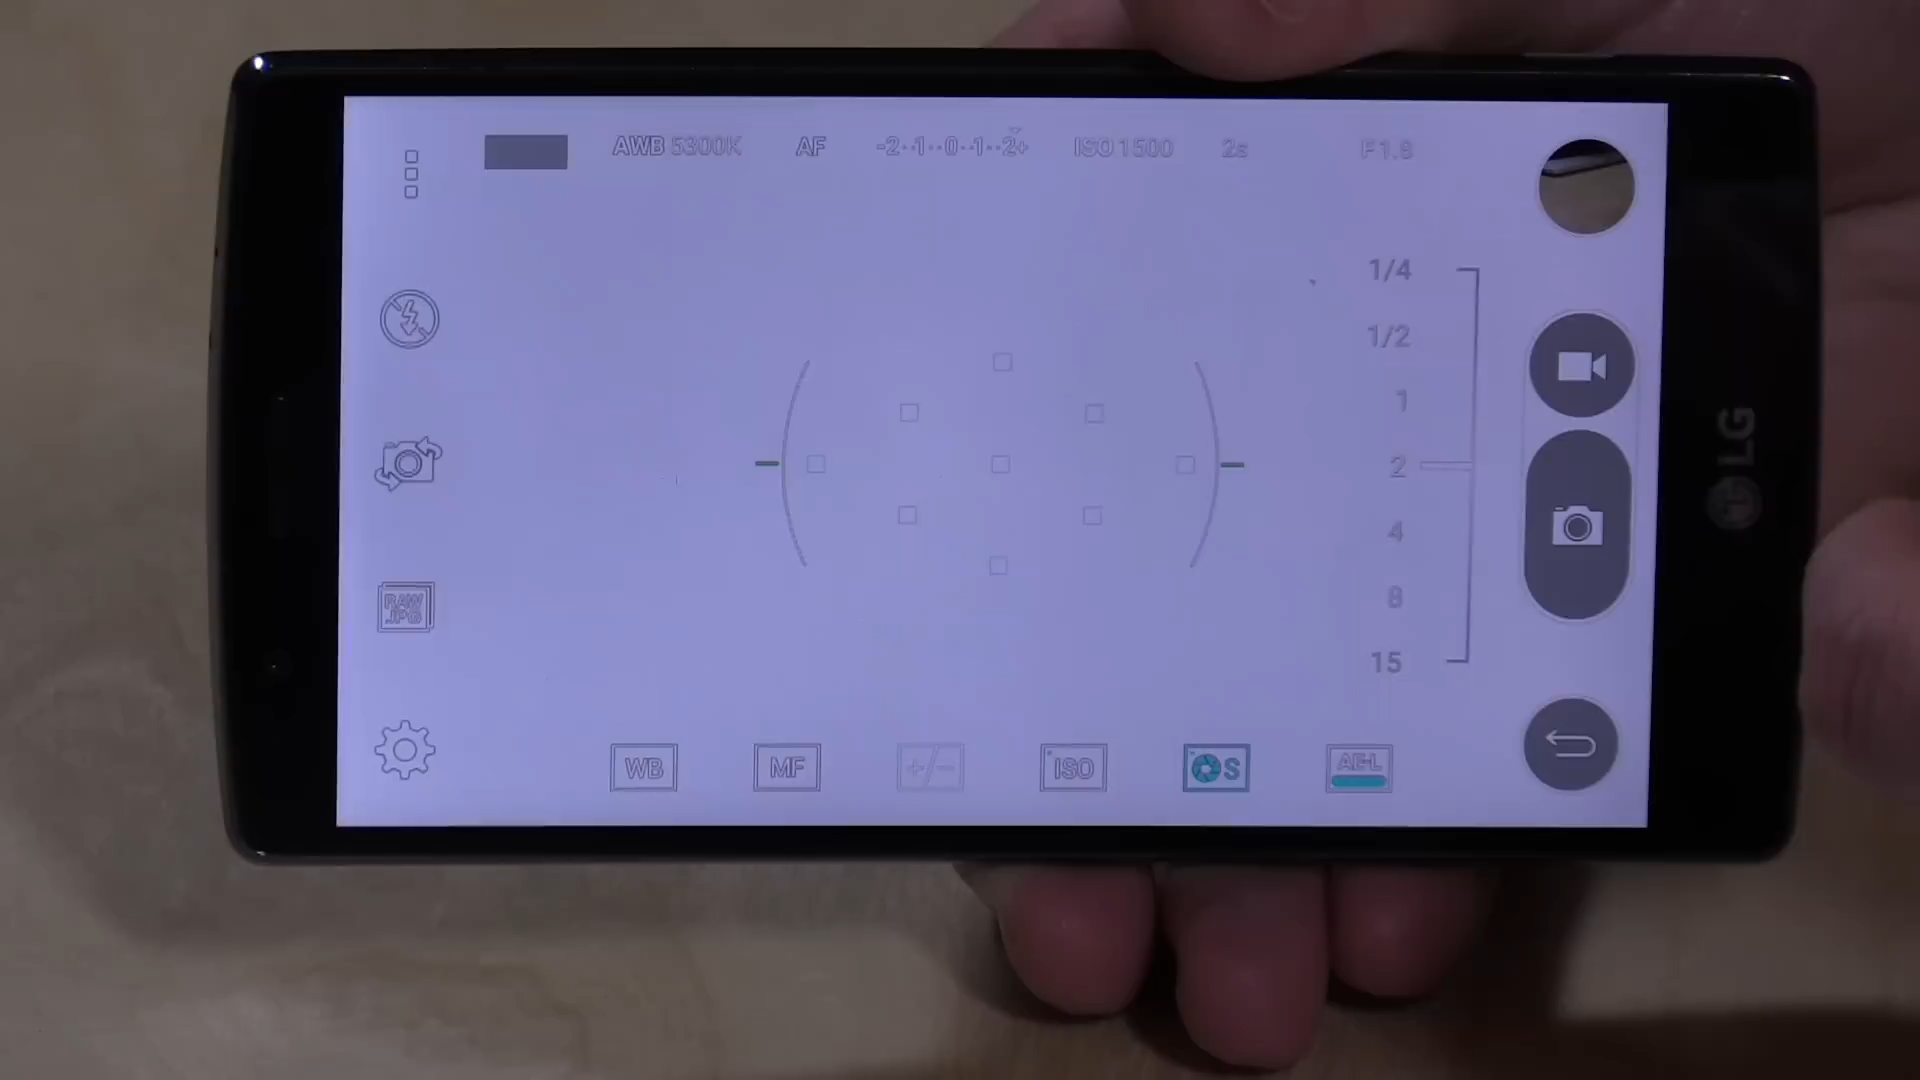 AWB 5300K AF -2··1··0··1··2+ ISO 1500 2s F1.8
1/4
1/2
1
2
4
8
15
RAW
JPG
WB MF +/- ISO S AE-L
LG